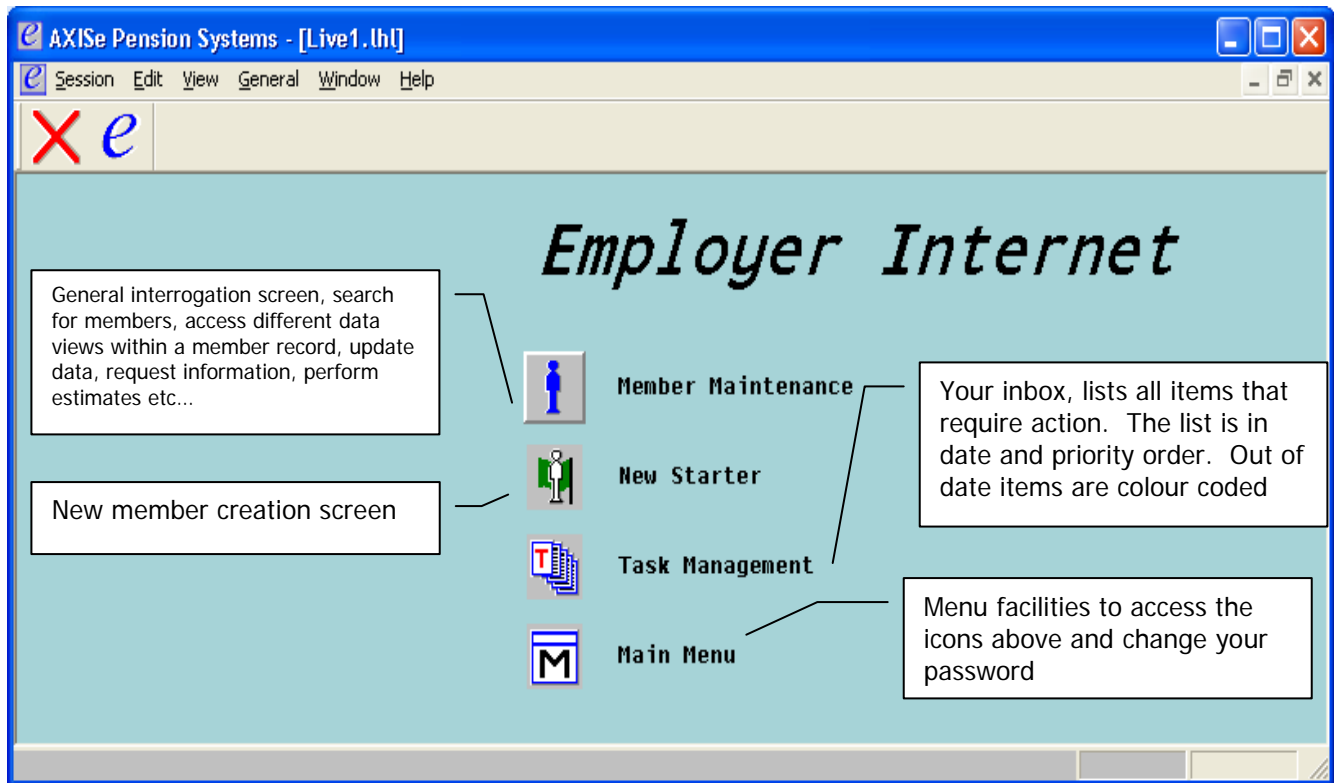 AXISe Pension Systems - [Live1.lhl]
Session Edit View General Window Help
Employer Internet
General interrogation screen, search
for members, access different data
views within a member record, update
data, request information, perform
estimates etc...
Member Maintenance
Your inbox, lists all items that
require action. The list is in
date and priority order. Out of
date items are colour coded
New member creation screen
New Starter
T
Task Management
M
Main Menu
Menu facilities to access the
icons above and change your
password